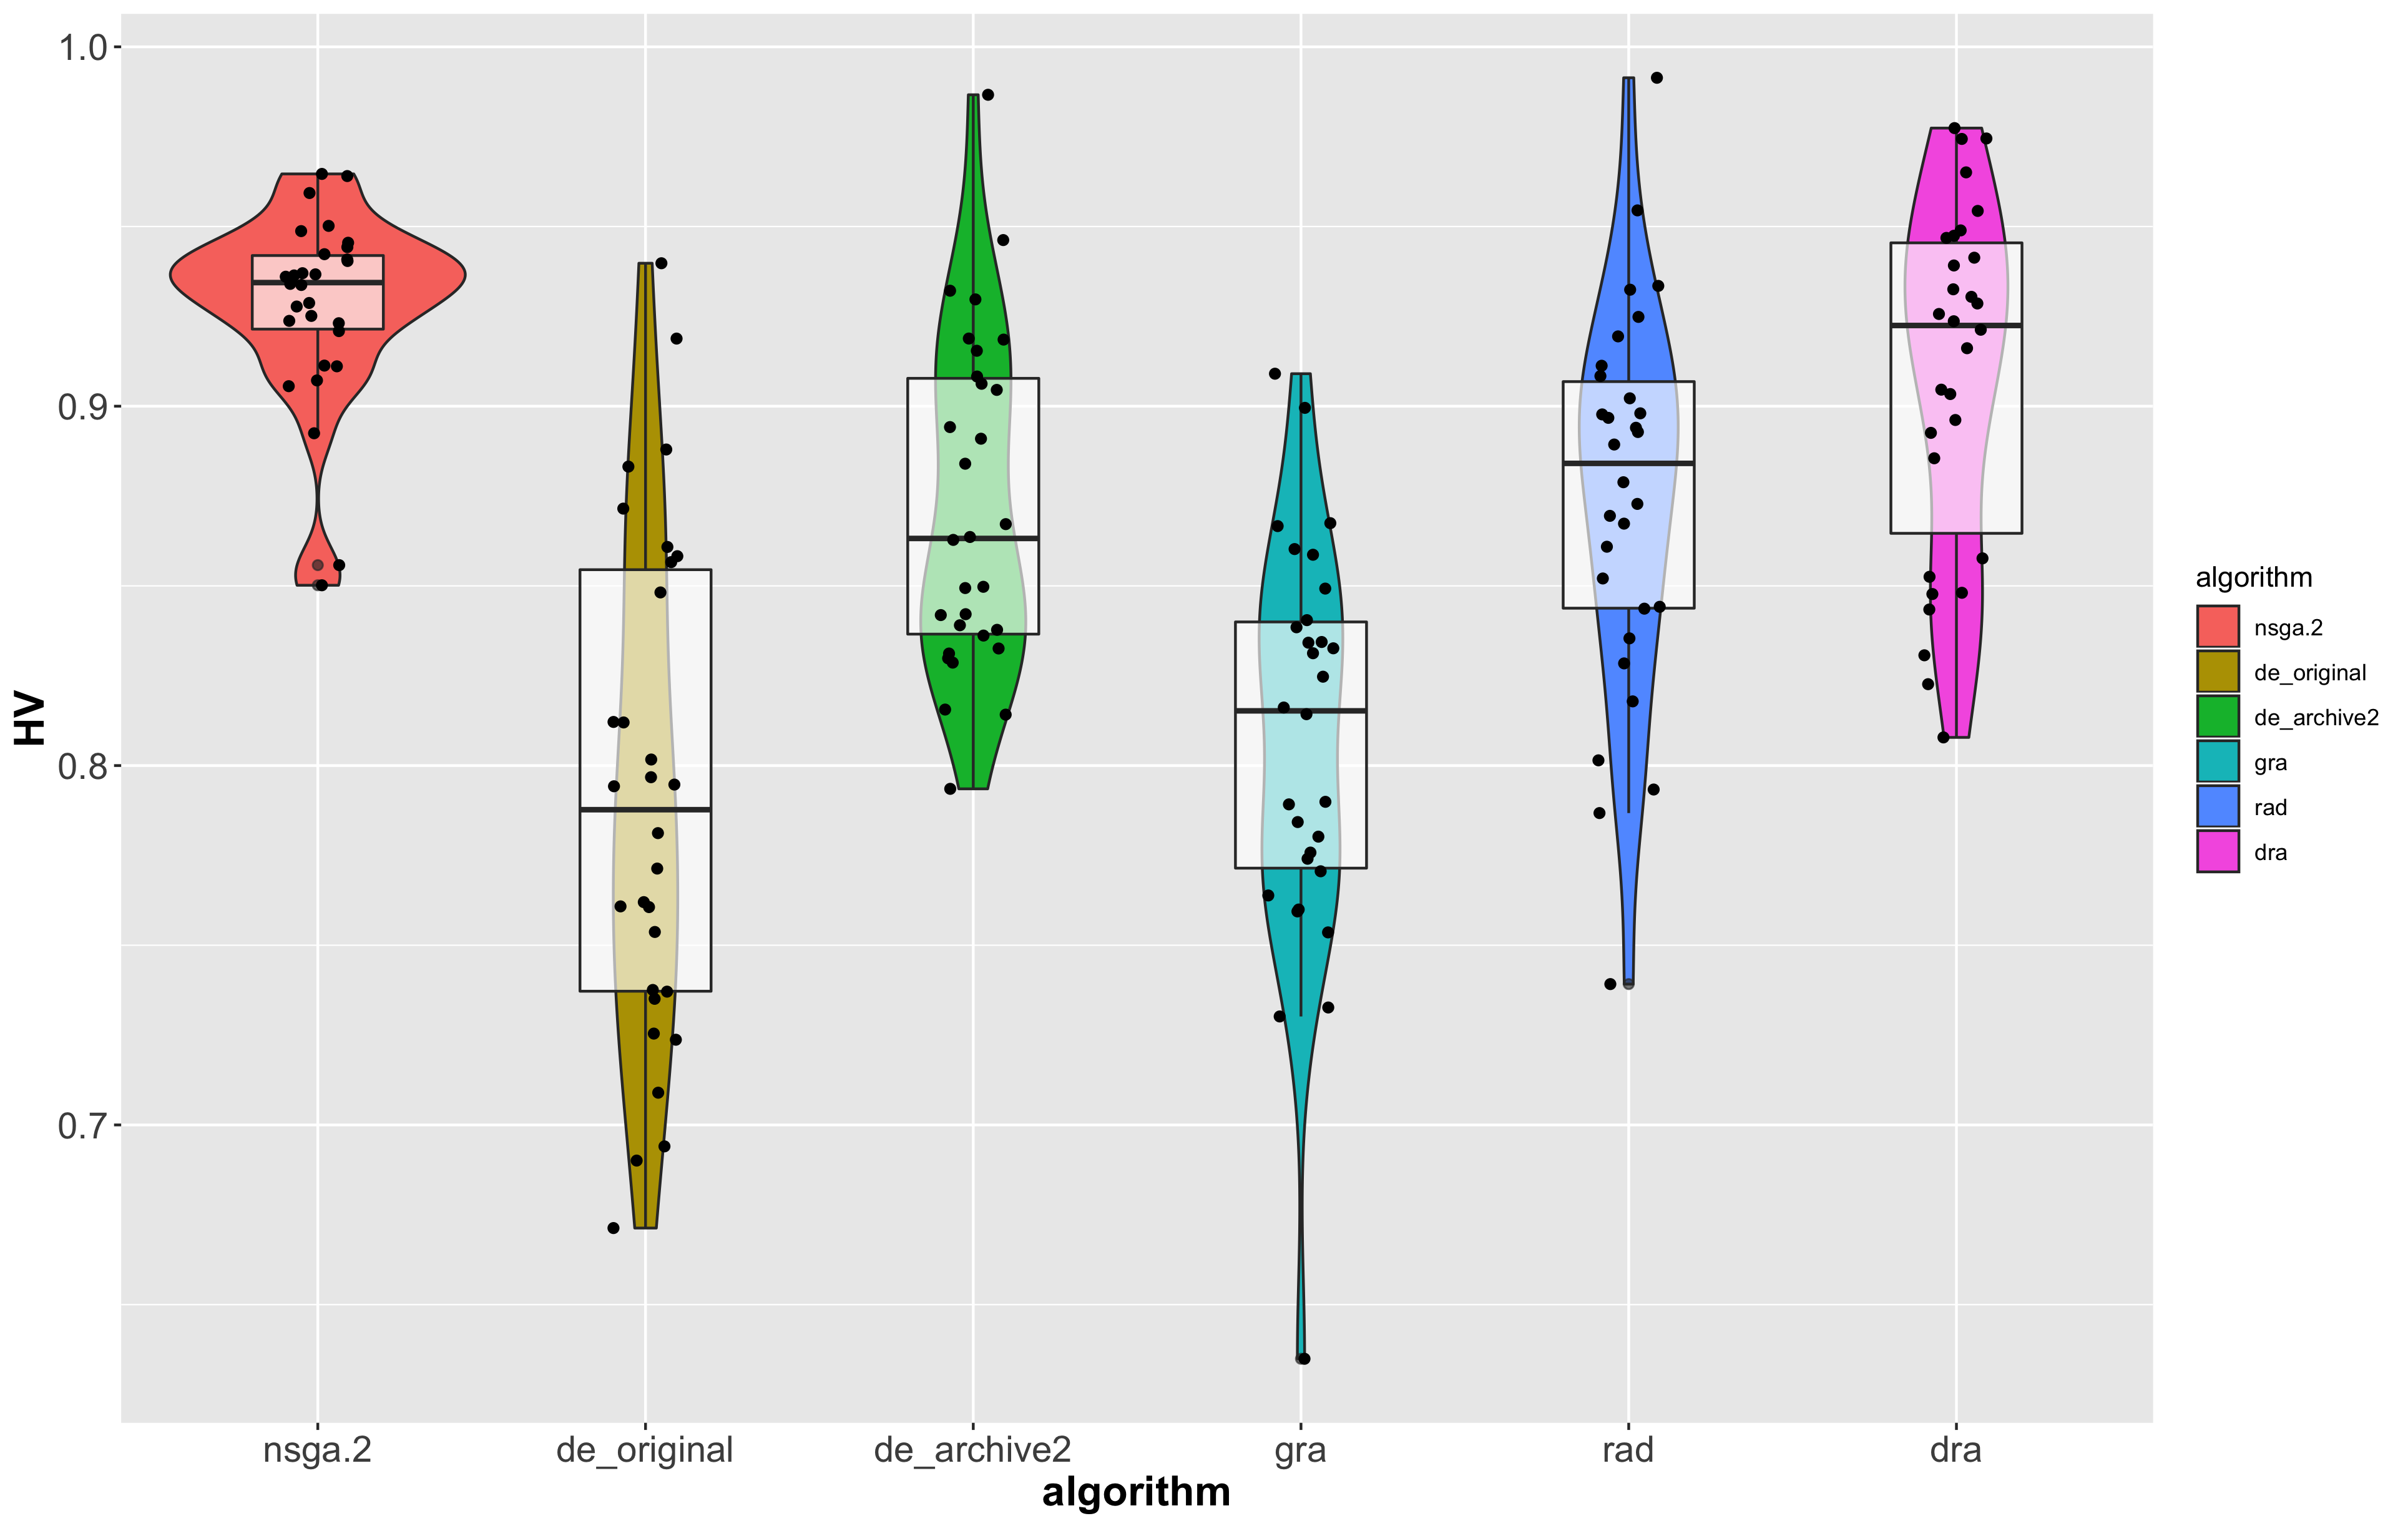 1.0
0.9
0.8
0.7
HV
nsga.2
de_original
de_archive2
gra
rad
dra
algorithm
algorithm
nsga.2
de_original
de_archive2
gra
rad
dra